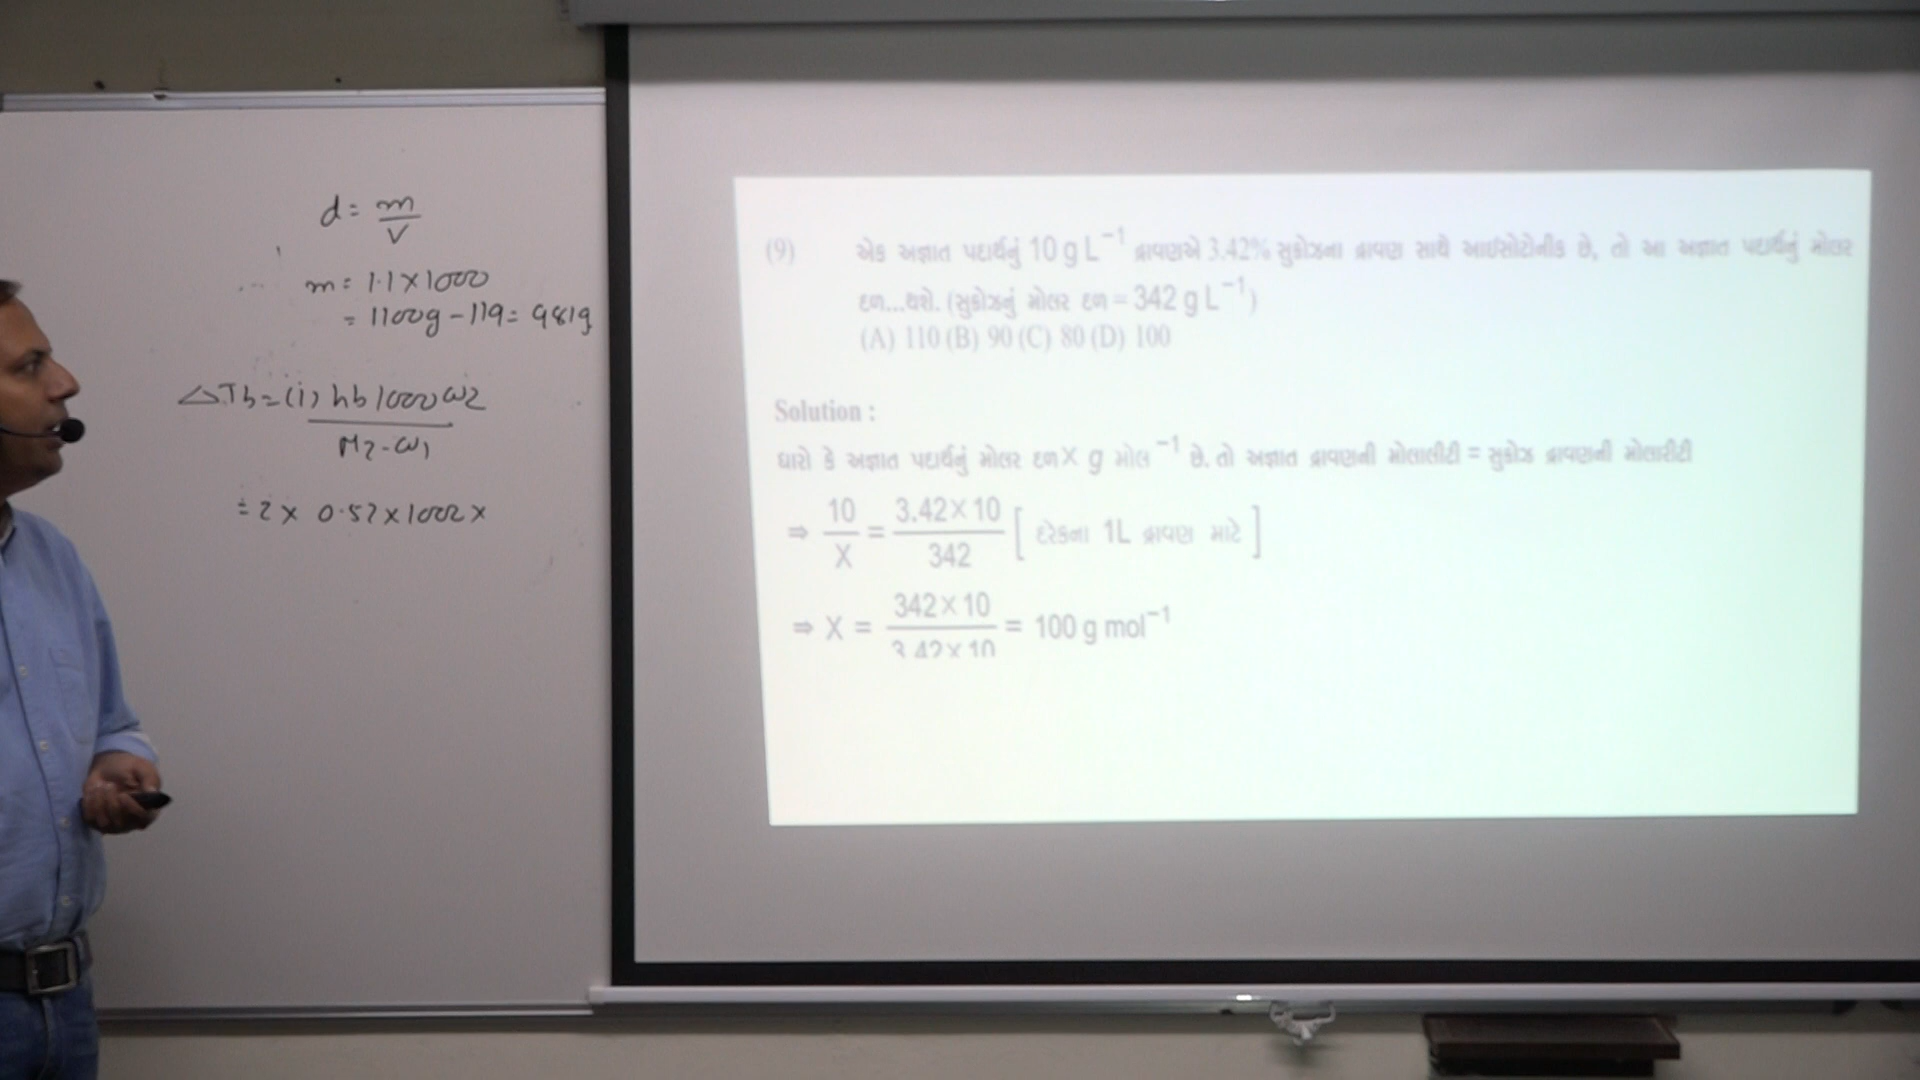 d = m/V
m = 1.1 × 1000
= 1100g - 119 = 981g
ΔTb = (i) kb 1000 w2 / M2 - w1
= 2 × 0.52 × 1000 ×
(9) એક અજ્ઞાત પદાર્થનું 10 g L⁻¹ દ્રાવણએ 3.42% સુક્રોઝના દ્રાવણ સાથે આઇસોટોનીક છે, તો આ અજ્ઞાત પદાર્થનું મોલર
દળ...થશે. (સુક્રોઝનું મોલર દળ = 342 g L⁻¹)
(A) 110 (B) 90 (C) 80 (D) 100
Solution :
ધારો કે અજ્ઞાત પદાર્થનું મોલર દળ X g મોલ⁻¹ છે. તો અજ્ઞાત દ્રાવણની મોલાલીટી = સુક્રોઝ દ્રાવણની મોલારીટી
⇒ 10/X = 3.42 × 10/342 [ દરેકના 1L દ્રાવણ માટે ]
⇒ X = 342 × 10/3.42 × 10 = 100 g mol⁻¹